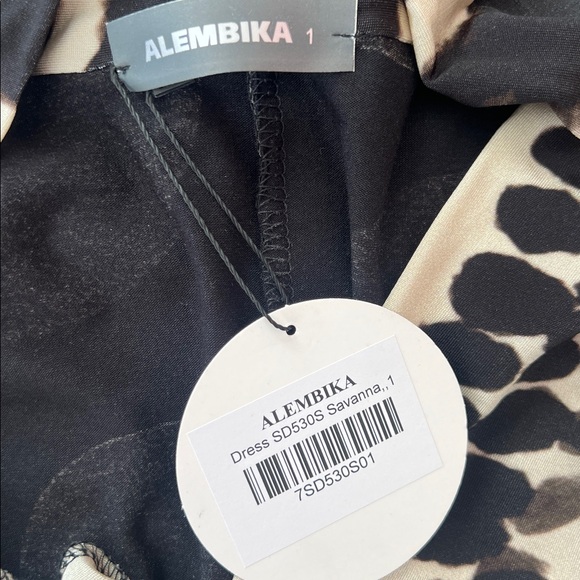 ALEMBIKA 1
ALEMBIKA
Dress SD530S Savanna,,1
7SD530S01